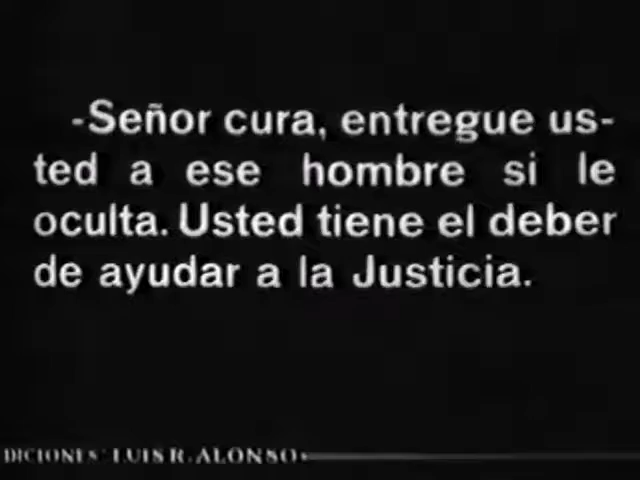 -Señor cura, entregue us-
ted a ese hombre si le
oculta. Usted tiene el deber
de ayudar a la Justicia.
DICIONES LUIS R. ALONSO